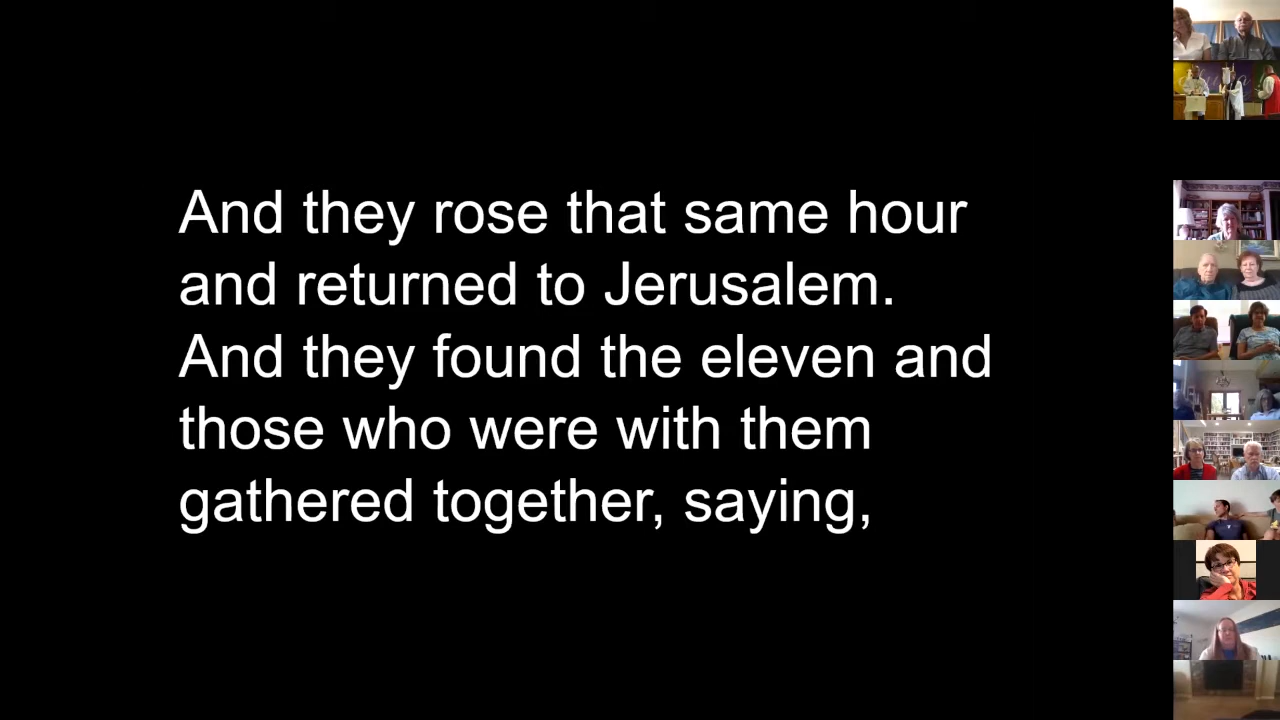 And they rose that same hour
and returned to Jerusalem.
And they found the eleven and
those who were with them
gathered together, saying,